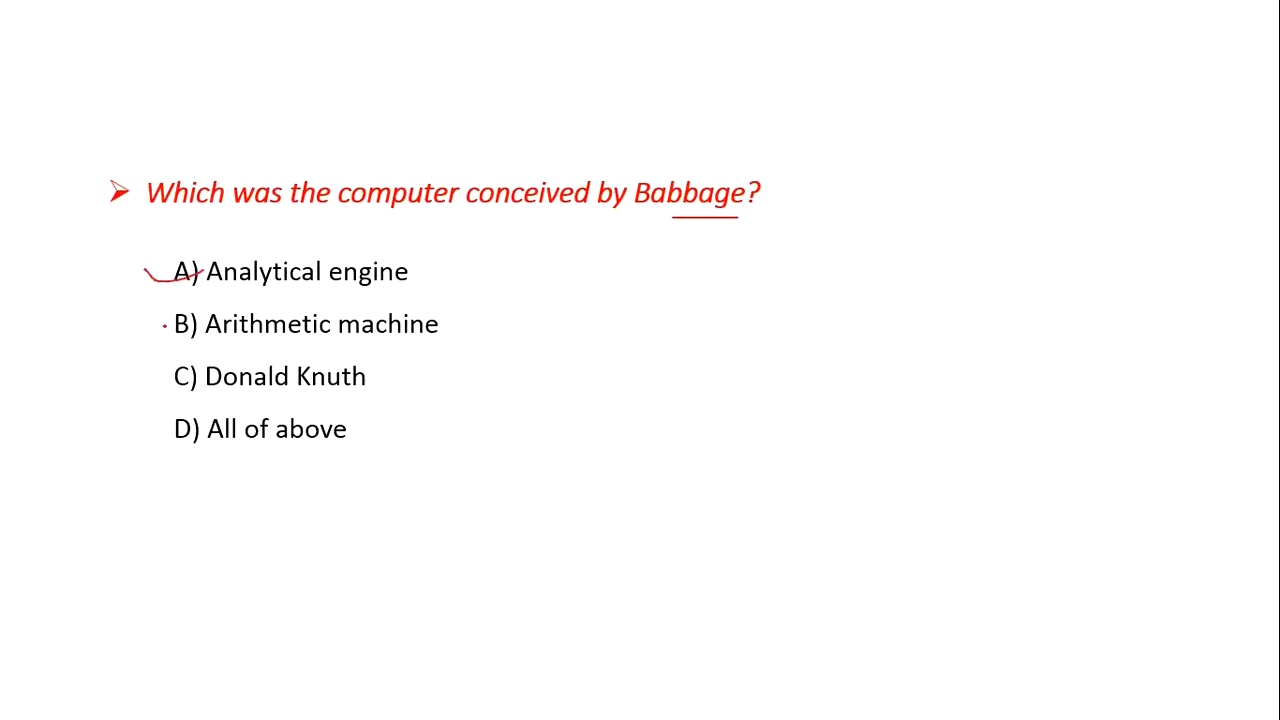 Which was the computer conceived by Babbage?
A) Analytical engine
B) Arithmetic machine
C) Donald Knuth
D) All of above